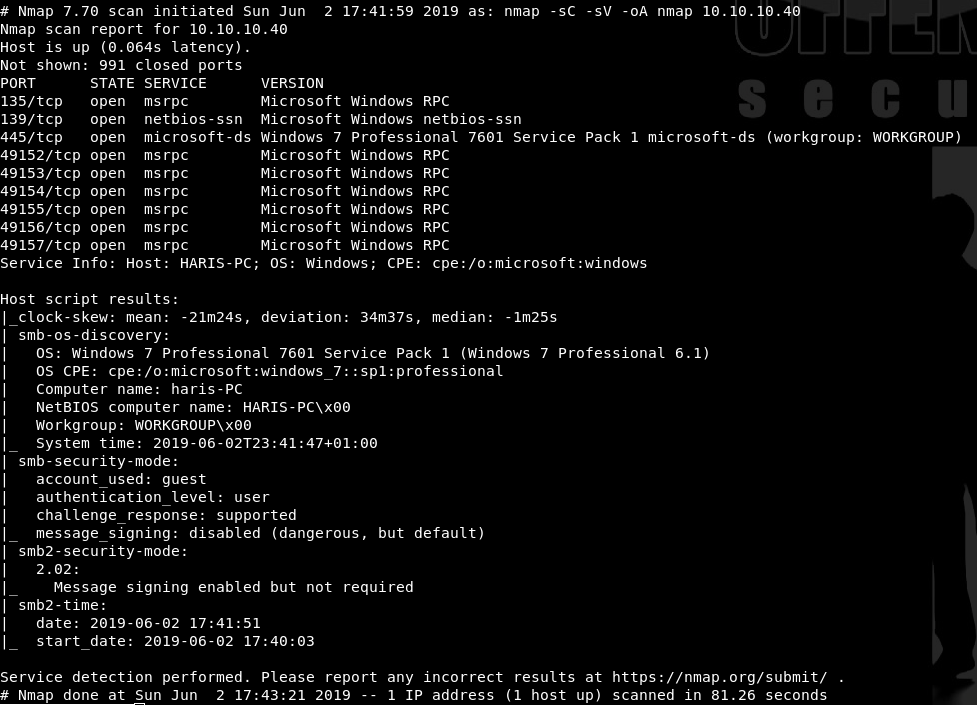 # Nmap 7.70 scan initiated Sun Jun  2 17:41:59 2019 as: nmap -sC -sV -oA nmap 10.10.10.40
Nmap scan report for 10.10.10.40
Host is up (0.064s latency).
Not shown: 991 closed ports
PORT      STATE SERVICE      VERSION
135/tcp   open  msrpc        Microsoft Windows RPC
139/tcp   open  netbios-ssn  Microsoft Windows netbios-ssn
445/tcp   open  microsoft-ds Windows 7 Professional 7601 Service Pack 1 microsoft-ds (workgroup: WORKGROUP)
49152/tcp open  msrpc        Microsoft Windows RPC
49153/tcp open  msrpc        Microsoft Windows RPC
49154/tcp open  msrpc        Microsoft Windows RPC
49155/tcp open  msrpc        Microsoft Windows RPC
49156/tcp open  msrpc        Microsoft Windows RPC
49157/tcp open  msrpc        Microsoft Windows RPC
Service Info: Host: HARIS-PC; OS: Windows; CPE: cpe:/o:microsoft:windows

Host script results:
|_clock-skew: mean: -21m24s, deviation: 34m37s, median: -1m25s
| smb-os-discovery:
|   OS: Windows 7 Professional 7601 Service Pack 1 (Windows 7 Professional 6.1)
|   OS CPE: cpe:/o:microsoft:windows_7::sp1:professional
|   Computer name: haris-PC
|   NetBIOS computer name: HARIS-PC\x00
|   Workgroup: WORKGROUP\x00
|_  System time: 2019-06-02T23:41:47+01:00
| smb-security-mode:
|   account_used: guest
|   authentication_level: user
|   challenge_response: supported
|_  message_signing: disabled (dangerous, but default)
| smb2-security-mode:
|   2.02:
|_    Message signing enabled but not required
| smb2-time:
|   date: 2019-06-02 17:41:51
|_  start_date: 2019-06-02 17:40:03

Service detection performed. Please report any incorrect results at https://nmap.org/submit/ .
# Nmap done at Sun Jun  2 17:43:21 2019 -- 1 IP address (1 host up) scanned in 81.26 seconds
OFFEN
secu